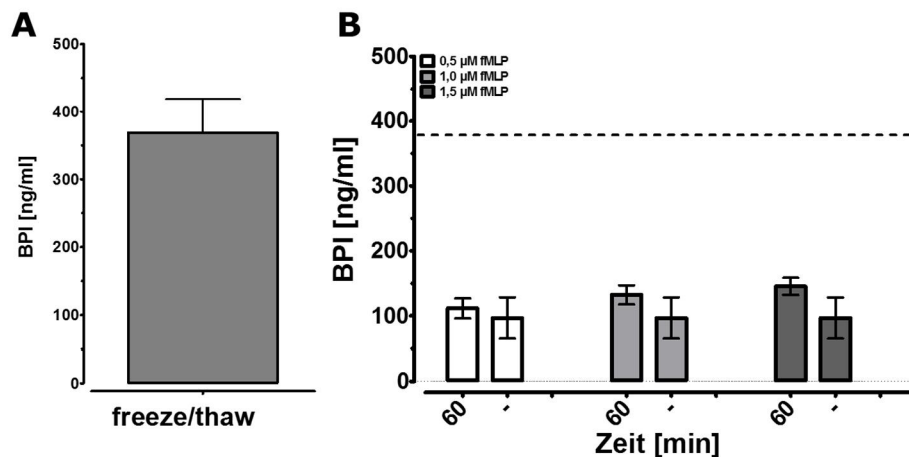 A
500
400
300
200
100
0
BPI [ng/ml]
freeze/thaw
B
0,5 µM fMLP
1,0 µM fMLP
1,5 µM fMLP
500
400
300
200
100
0
BPI [ng/ml]
60 - 60 - 60 -
Zeit [min]